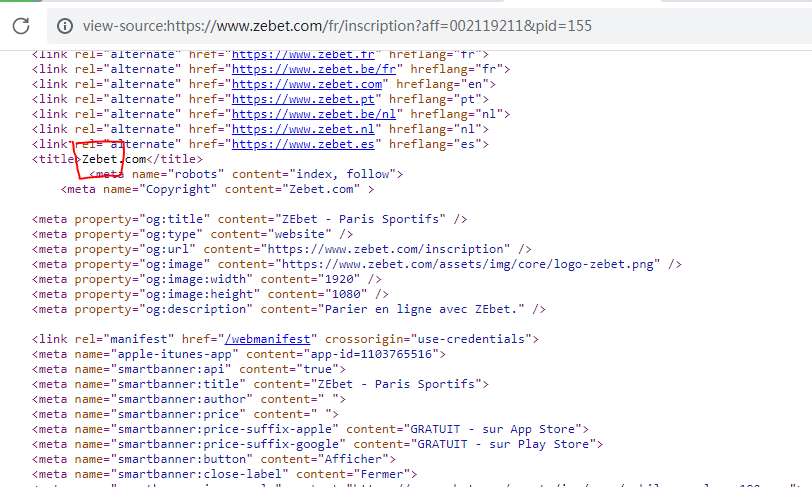 view-source:https://www.zebet.com/fr/inscription?aff=002119211&pid=155
<link rel="alternate" href="https://www.zebet.fr" hreflang="fr">
<link rel="alternate" href="https://www.zebet.be/fr" hreflang="fr">
<link rel="alternate" href="https://www.zebet.com" hreflang="en">
<link rel="alternate" href="https://www.zebet.pt" hreflang="pt">
<link rel="alternate" href="https://www.zebet.be/nl" hreflang="nl">
<link rel="alternate" href="https://www.zebet.nl" hreflang="nl">
<link rel="alternate" href="https://www.zebet.es" hreflang="es">
<title>Zebet.com</title>
<meta name="robots" content="index, follow">
<meta name="Copyright" content="Zebet.com" >
<meta property="og:title" content="ZEbet - Paris Sportifs" />
<meta property="og:type" content="website" />
<meta property="og:url" content="https://www.zebet.com/inscription" />
<meta property="og:image" content="https://www.zebet.com/assets/img/core/logo-zebet.png" />
<meta property="og:image:width" content="1920" />
<meta property="og:image:height" content="1080" />
<meta property="og:description" content="Parier en ligne avec ZEbet." />
<link rel="manifest" href="/webmanifest" crossorigin="use-credentials">
<meta name="apple-itunes-app" content="app-id=1103765516">
<meta name="smartbanner:api" content="true">
<meta name="smartbanner:title" content="ZEbet - Paris Sportifs">
<meta name="smartbanner:author" content=" ">
<meta name="smartbanner:price" content=" ">
<meta name="smartbanner:price-suffix-apple" content="GRATUIT - sur App Store">
<meta name="smartbanner:price-suffix-google" content="GRATUIT - sur Play Store">
<meta name="smartbanner:button" content="Afficher">
<meta name="smartbanner:close-label" content="Fermer">